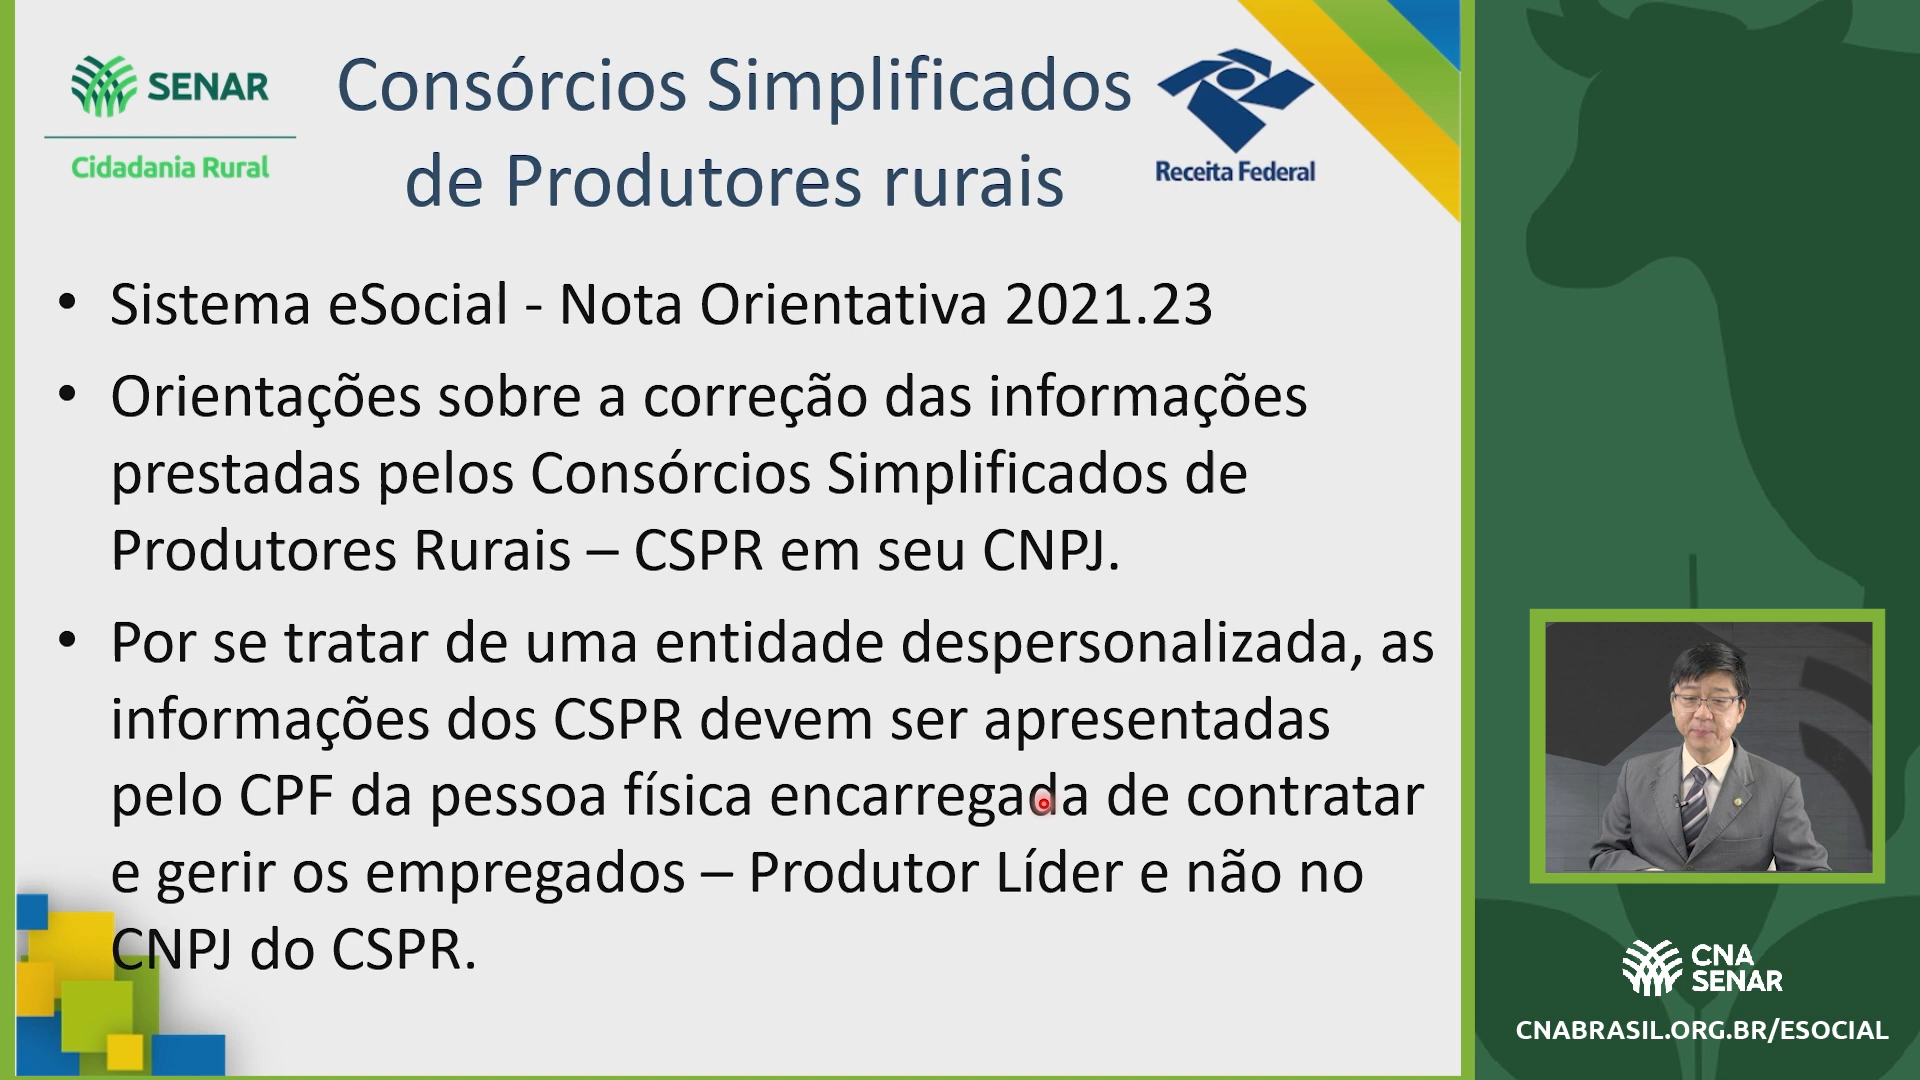 SENAR
Cidadania Rural
Consórcios Simplificados
de Produtores rurais
Receita Federal
• Sistema eSocial - Nota Orientativa 2021.23
• Orientações sobre a correção das informações
prestadas pelos Consórcios Simplificados de
Produtores Rurais – CSPR em seu CNPJ.
• Por se tratar de uma entidade despersonalizada, as
informações dos CSPR devem ser apresentadas
pelo CPF da pessoa física encarregada de contratar
e gerir os empregados – Produtor Líder e não no
CNPJ do CSPR.
CNA
SENAR
CNABRASIL.ORG.BR/ESOCIAL